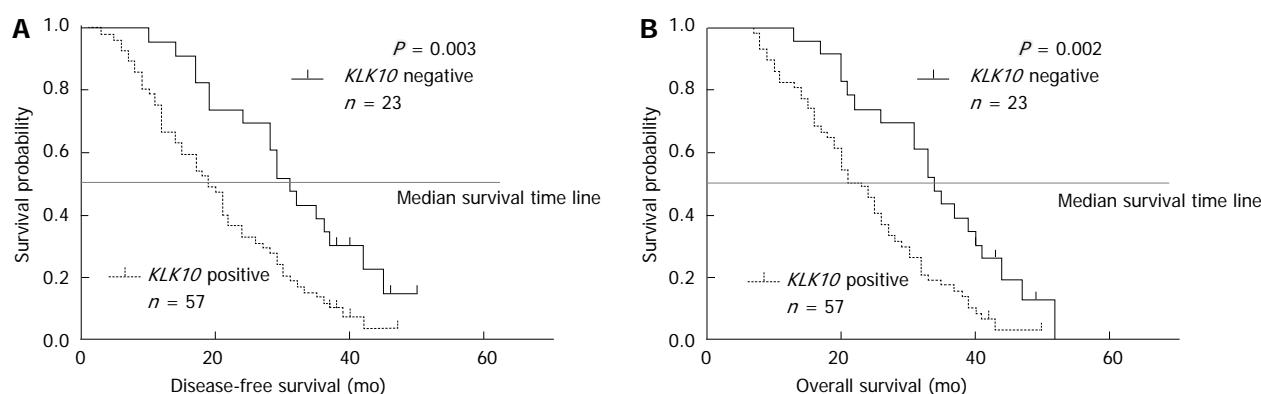 A
1.0
0.8
0.6
0.4
0.2
0.0
Survival probability
P = 0.003
KLK10 negative
n = 23
Median survival time line
KLK10 positive
n = 57
0 20 40 60
Disease-free survival (mo)
B
1.0
0.8
0.6
0.4
0.2
0.0
Survival probability
P = 0.002
KLK10 negative
n = 23
Median survival time line
KLK10 positive
n = 57
0 20 40 60
Overall survival (mo)